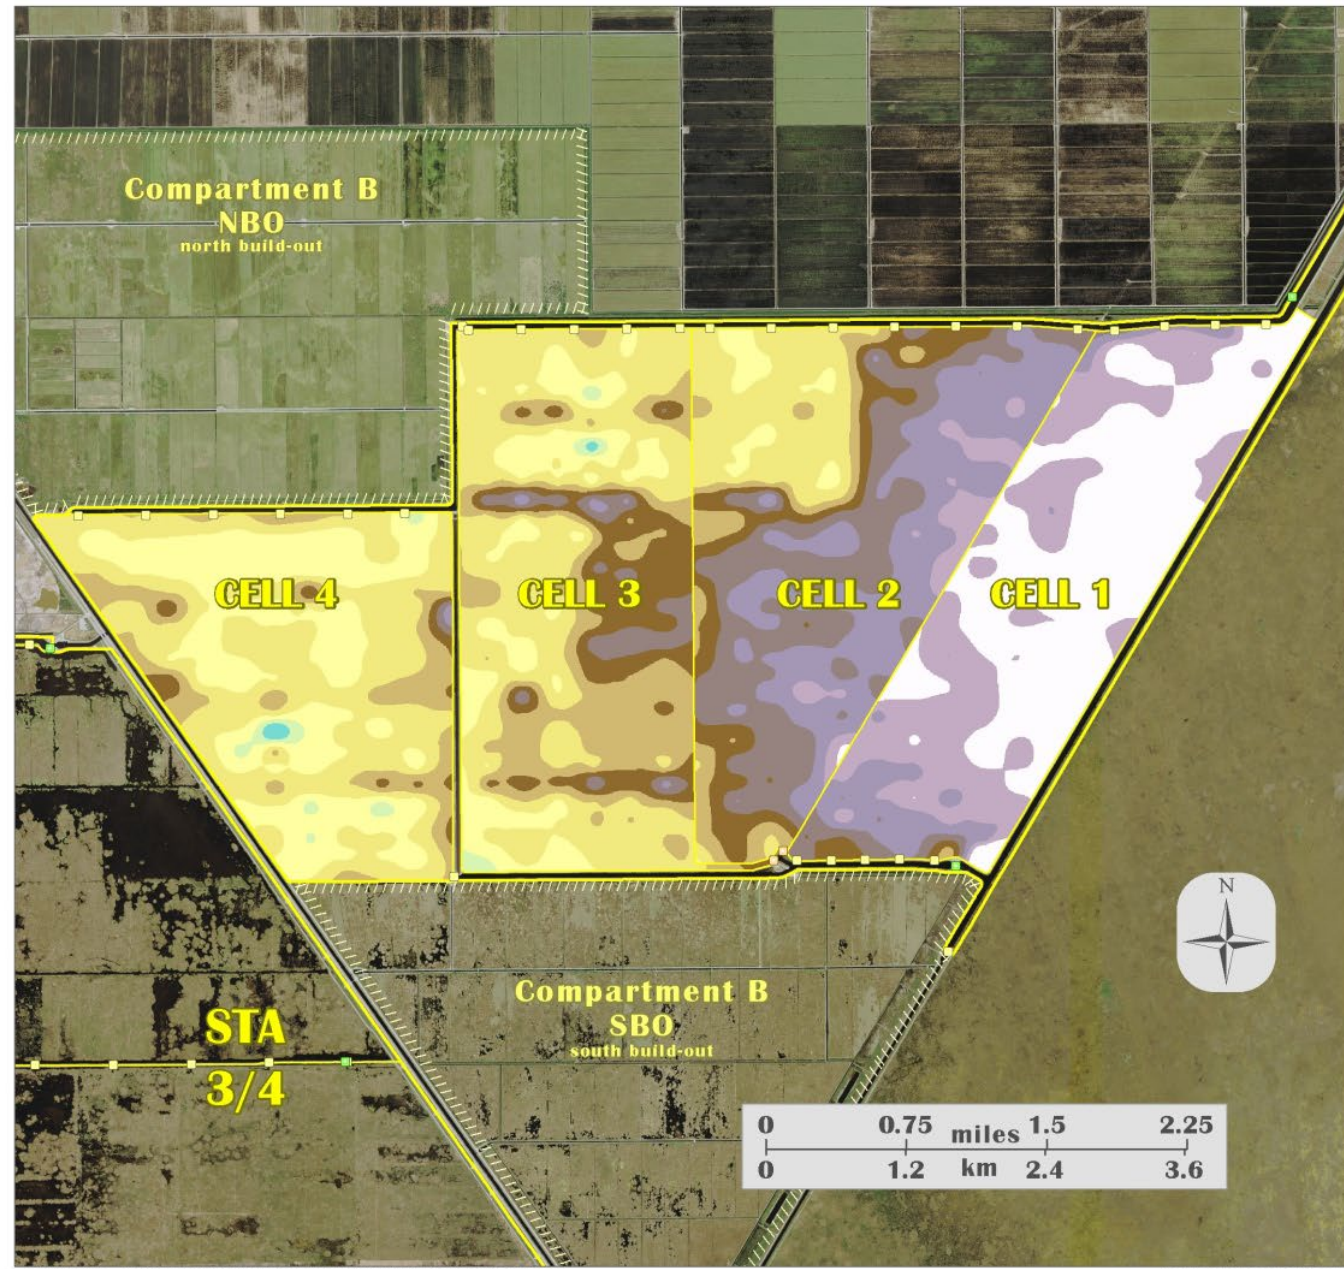 Compartment B
NBO
north build-out
CELL 4
CELL 3
CELL 2
CELL 1
N
Compartment B
SBO
south build-out
STA
3/4
0 0.75 miles 1.5 2.25
0 1.2 km 2.4 3.6